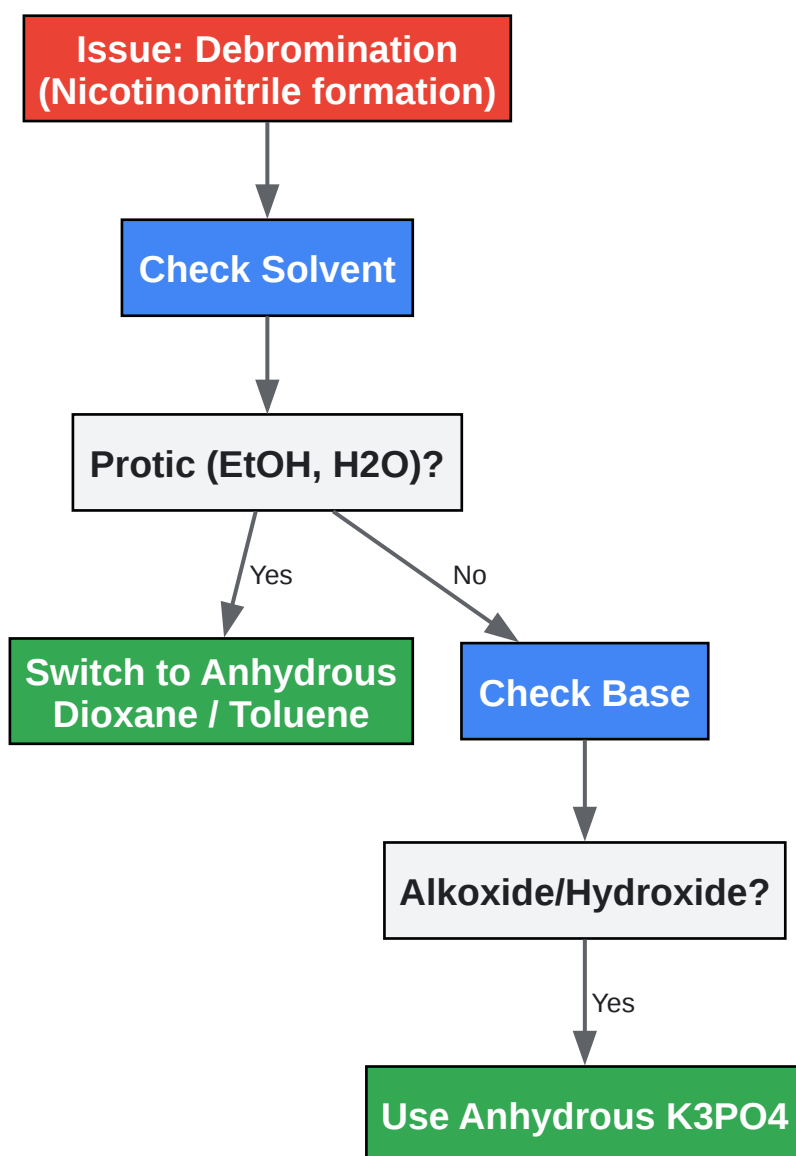 Issue: Debromination
(Nicotinonitrile formation)
Check Solvent
Protic (EtOH, H2O)?
Yes
No
Switch to Anhydrous
Dioxane / Toluene
Check Base
Alkoxide/Hydroxide?
Yes
Use Anhydrous K3PO4